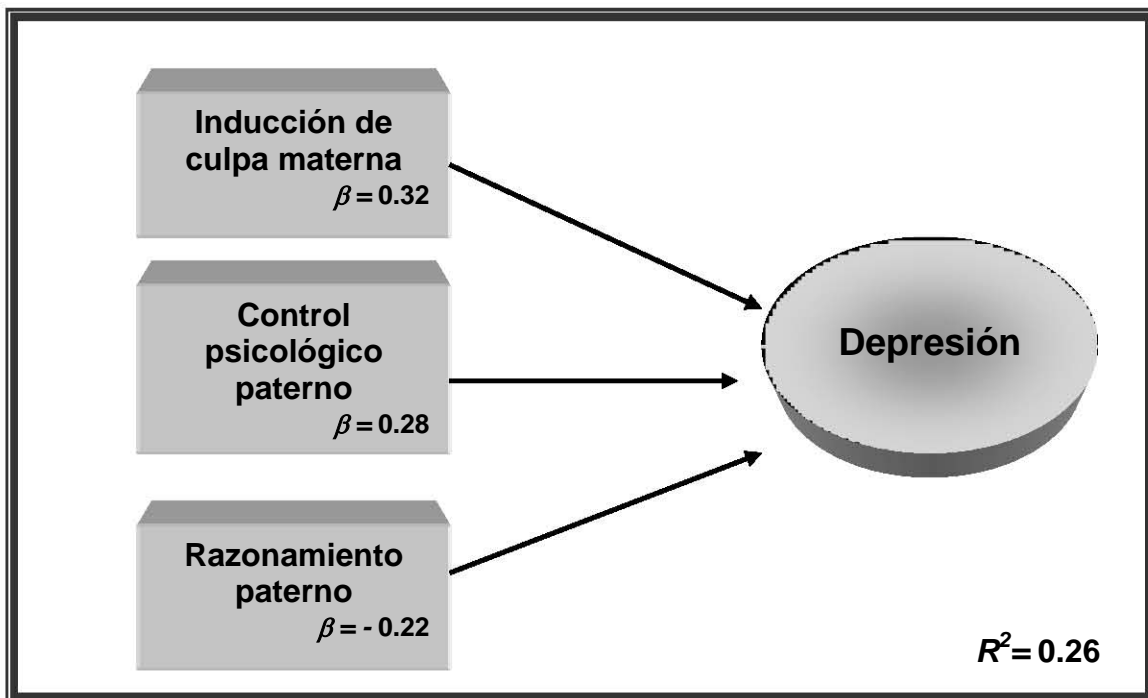 Inducción de
culpa materna
β = 0.32
Control
psicológico
paterno
β = 0.28
Depresión
Razonamiento
paterno
β = - 0.22
R²= 0.26